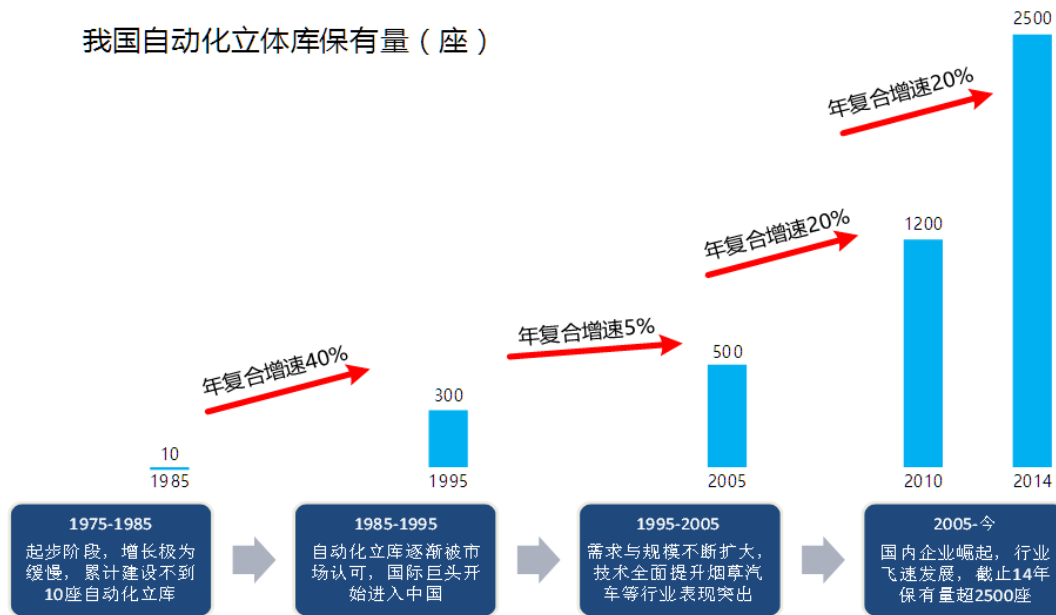 我国自动化立体库保有量（座）
2500
年复合增速20%
年复合增速20%
1200
年复合增速5%
500
年复合增速40%
300
10
1985
1995
2005
2010
2014
1975-1985
起步阶段，增长极为
缓慢，累计建设不到
10座自动化立库
1985-1995
自动化立库逐渐被市
场认可，国际巨头开
始进入中国
1995-2005
需求与规模不断扩大，
技术全面提升烟草汽
车等行业表现突出
2005-今
国内企业崛起，行业
飞速发展，截止14年
保有量超2500座